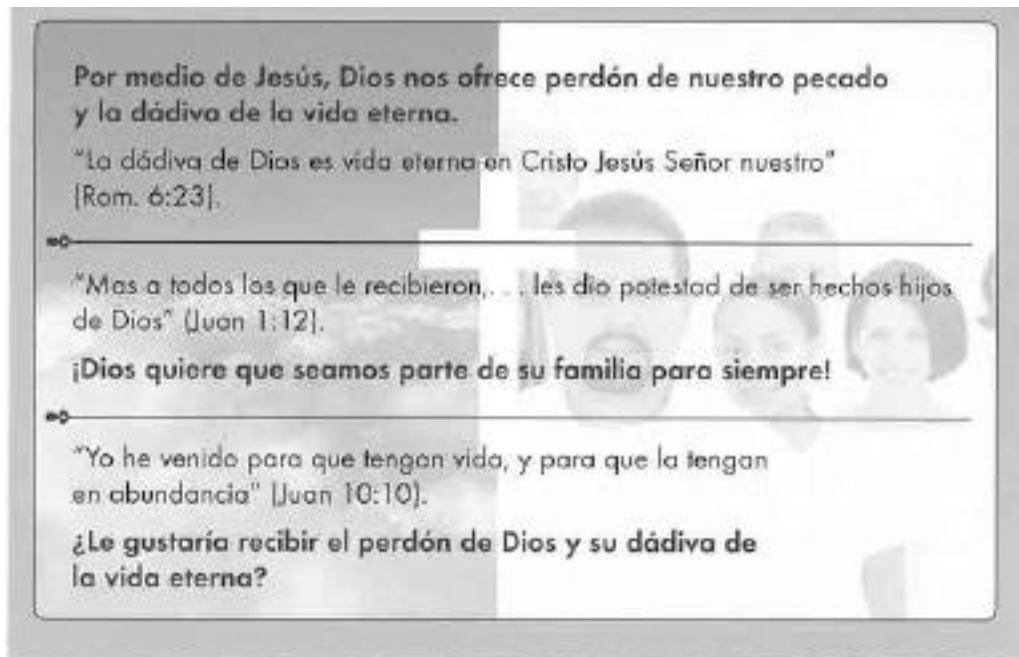 Por medio de Jesús, Dios nos ofrece perdón de nuestro pecado
y la dádiva de la vida eterna.
"La dádiva de Dios es vida eterna en Cristo Jesús Señor nuestro"
(Rom. 6:23).
"Mas a todos los que le recibieron,. . . les dio potestad de ser hechos hijos
de Dios" (Juan 1:12).
¡Dios quiere que seamos parte de su familia para siempre!
"Yo he venido para que tengan vida, y para que la tengan
en abundancia" (Juan 10:10).
¿Le gustaría recibir el perdón de Dios y su dádiva de
la vida eterna?